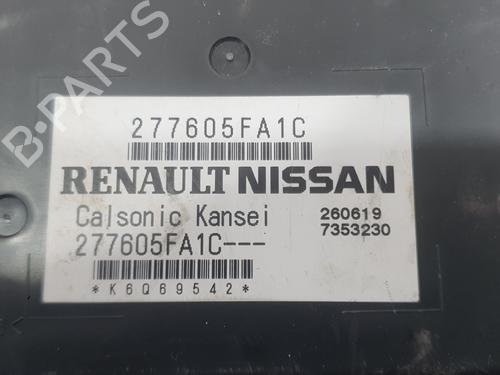 277605FA1C
RENAULT NISSAN
Calsonic Kansei 260619
277605FA1C--- 7353230
*K6Q69542*
B-PARTS